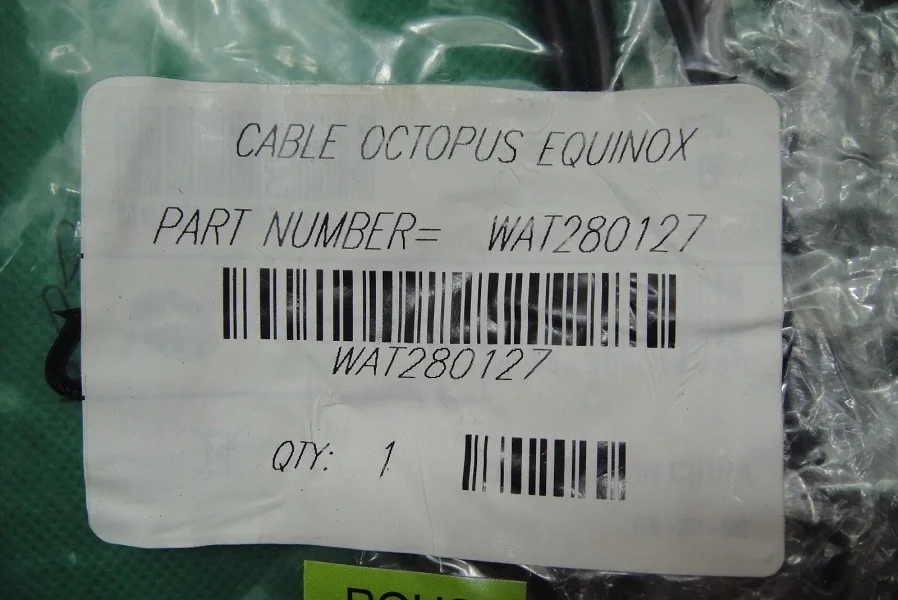 CABLE OCTOPUS EQUINOX
PART NUMBER= WAT280127
WAT280127
QTY: 1